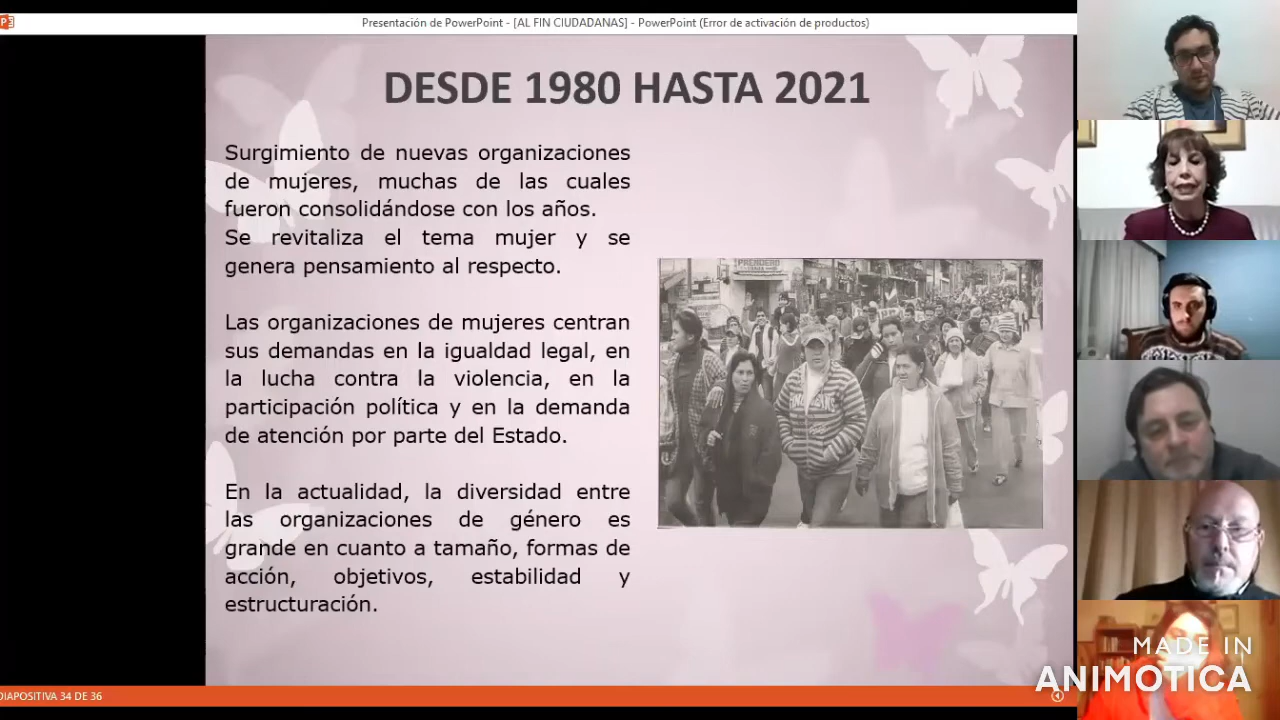 Presentación de PowerPoint - [AL FIN CIUDADANAS] - PowerPoint (Error de activación de productos)
DESDE 1980 HASTA 2021
Surgimiento de nuevas organizaciones
de mujeres, muchas de las cuales
fueron consolidándose con los años.
Se revitaliza el tema mujer y se
genera pensamiento al respecto.
Las organizaciones de mujeres centran
sus demandas en la igualdad legal, en
la lucha contra la violencia, en la
participación política y en la demanda
de atención por parte del Estado.
En la actualidad, la diversidad entre
las organizaciones de género es
grande en cuanto a tamaño, formas de
acción, objetivos, estabilidad y
estructuración.
DIAPOSITIVA 34 DE 36
MADE IN
ANIMOTICA